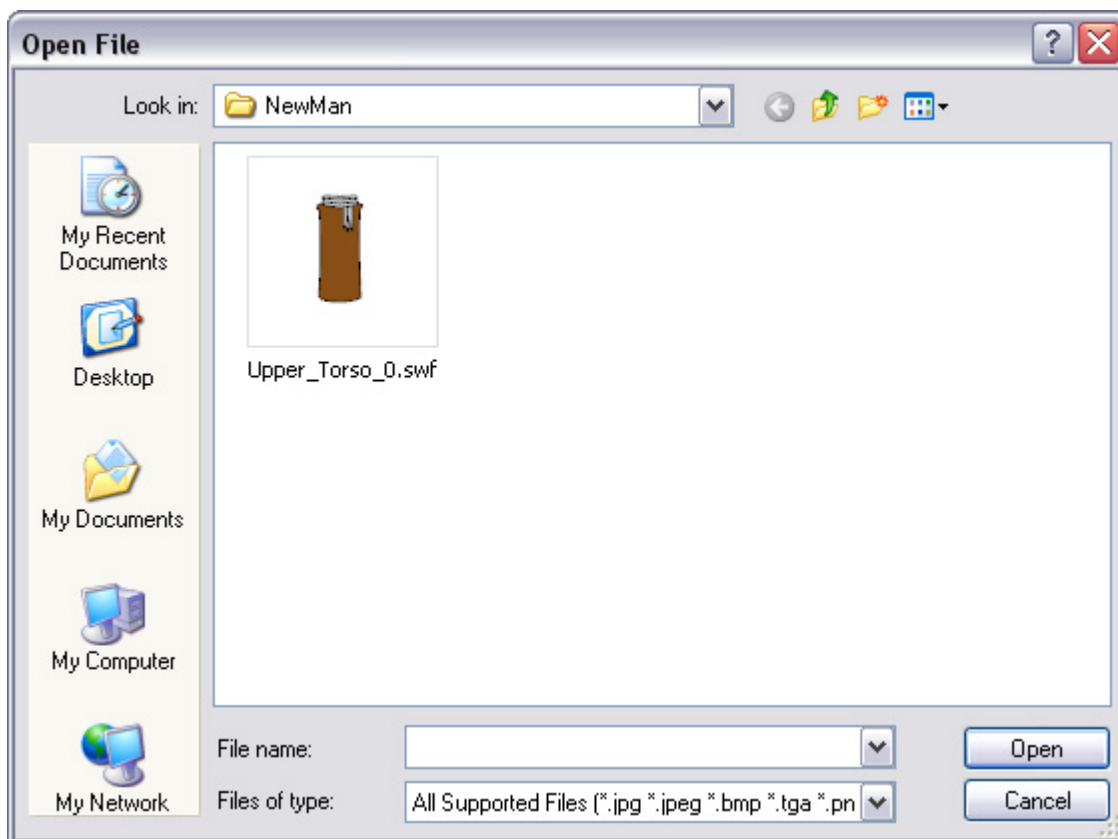 Open File
Look in:
NewMan
My Recent
Documents
Desktop
My Documents
My Computer
My Network
Upper_Torso_0.swf
File name:
Open
Files of type:
All Supported Files (*.jpg *.jpeg *.bmp *.tga *.pn
Cancel